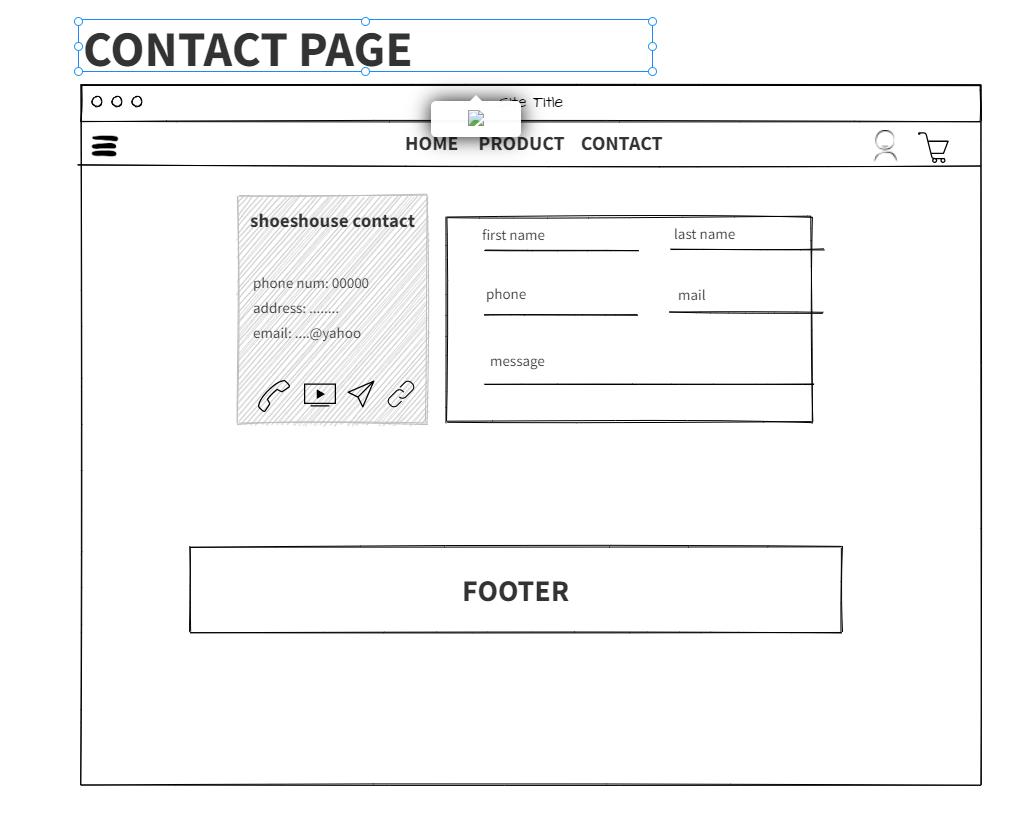 CONTACT PAGE
Site Title
HOME PRODUCT CONTACT
shoeshouse contact
phone num: 00000
address: ........
email: ....@yahoo
first name last name
phone mail
message
FOOTER